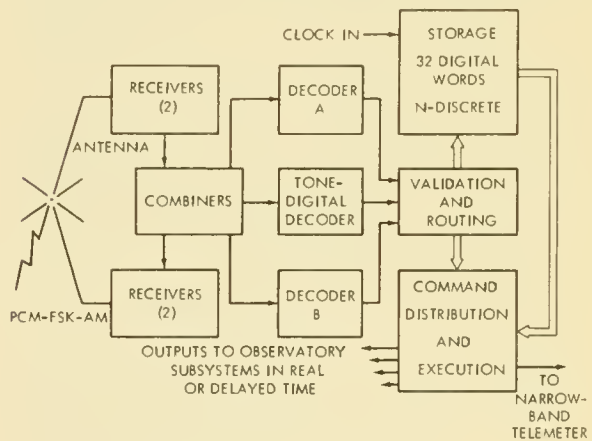 CLOCK IN
STORAGE
32 DIGITAL
WORDS
N-DISCRETE
RECEIVERS
(2)
DECODER
A
ANTENNA
COMBINERS
TONE-
DIGITAL
DECODER
VALIDATION
AND
ROUTING
RECEIVERS
(2)
DECODER
B
COMMAND
DISTRIBUTION
AND
EXECUTION
PCM-FSK-AM
OUTPUTS TO OBSERVATORY
SUBSYSTEMS IN REAL
OR DELAYED TIME
TO
NARROW-
BAND
TELEMETER